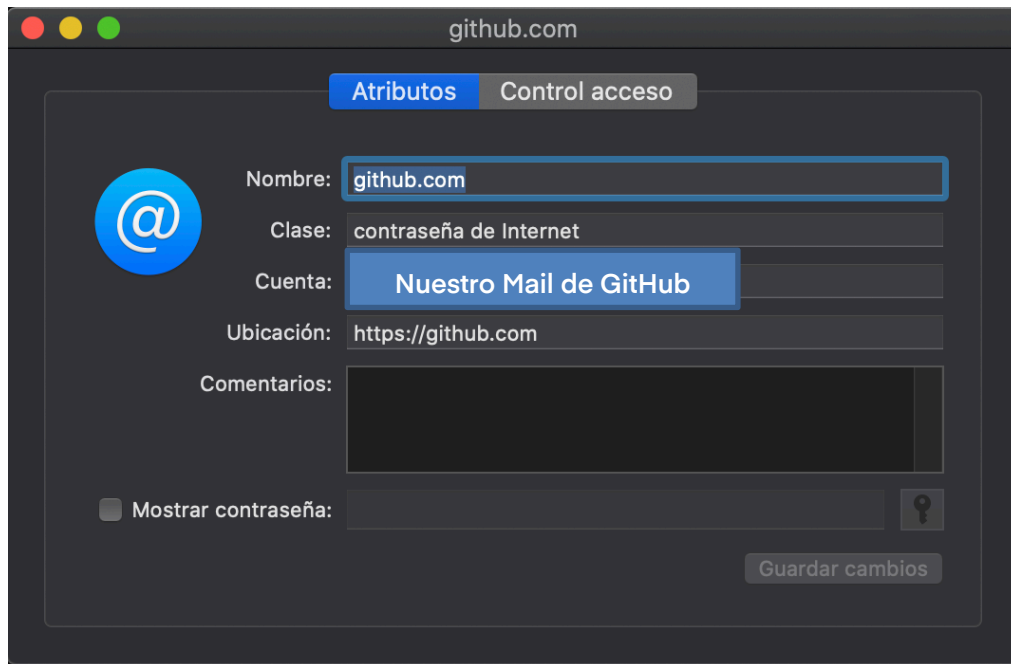 github.com
Atributos Control acceso
Nombre: github.com
Clase: contraseña de Internet
Cuenta: Nuestro Mail de GitHub
Ubicación: https://github.com
Comentarios:
Mostrar contraseña:
Guardar cambios